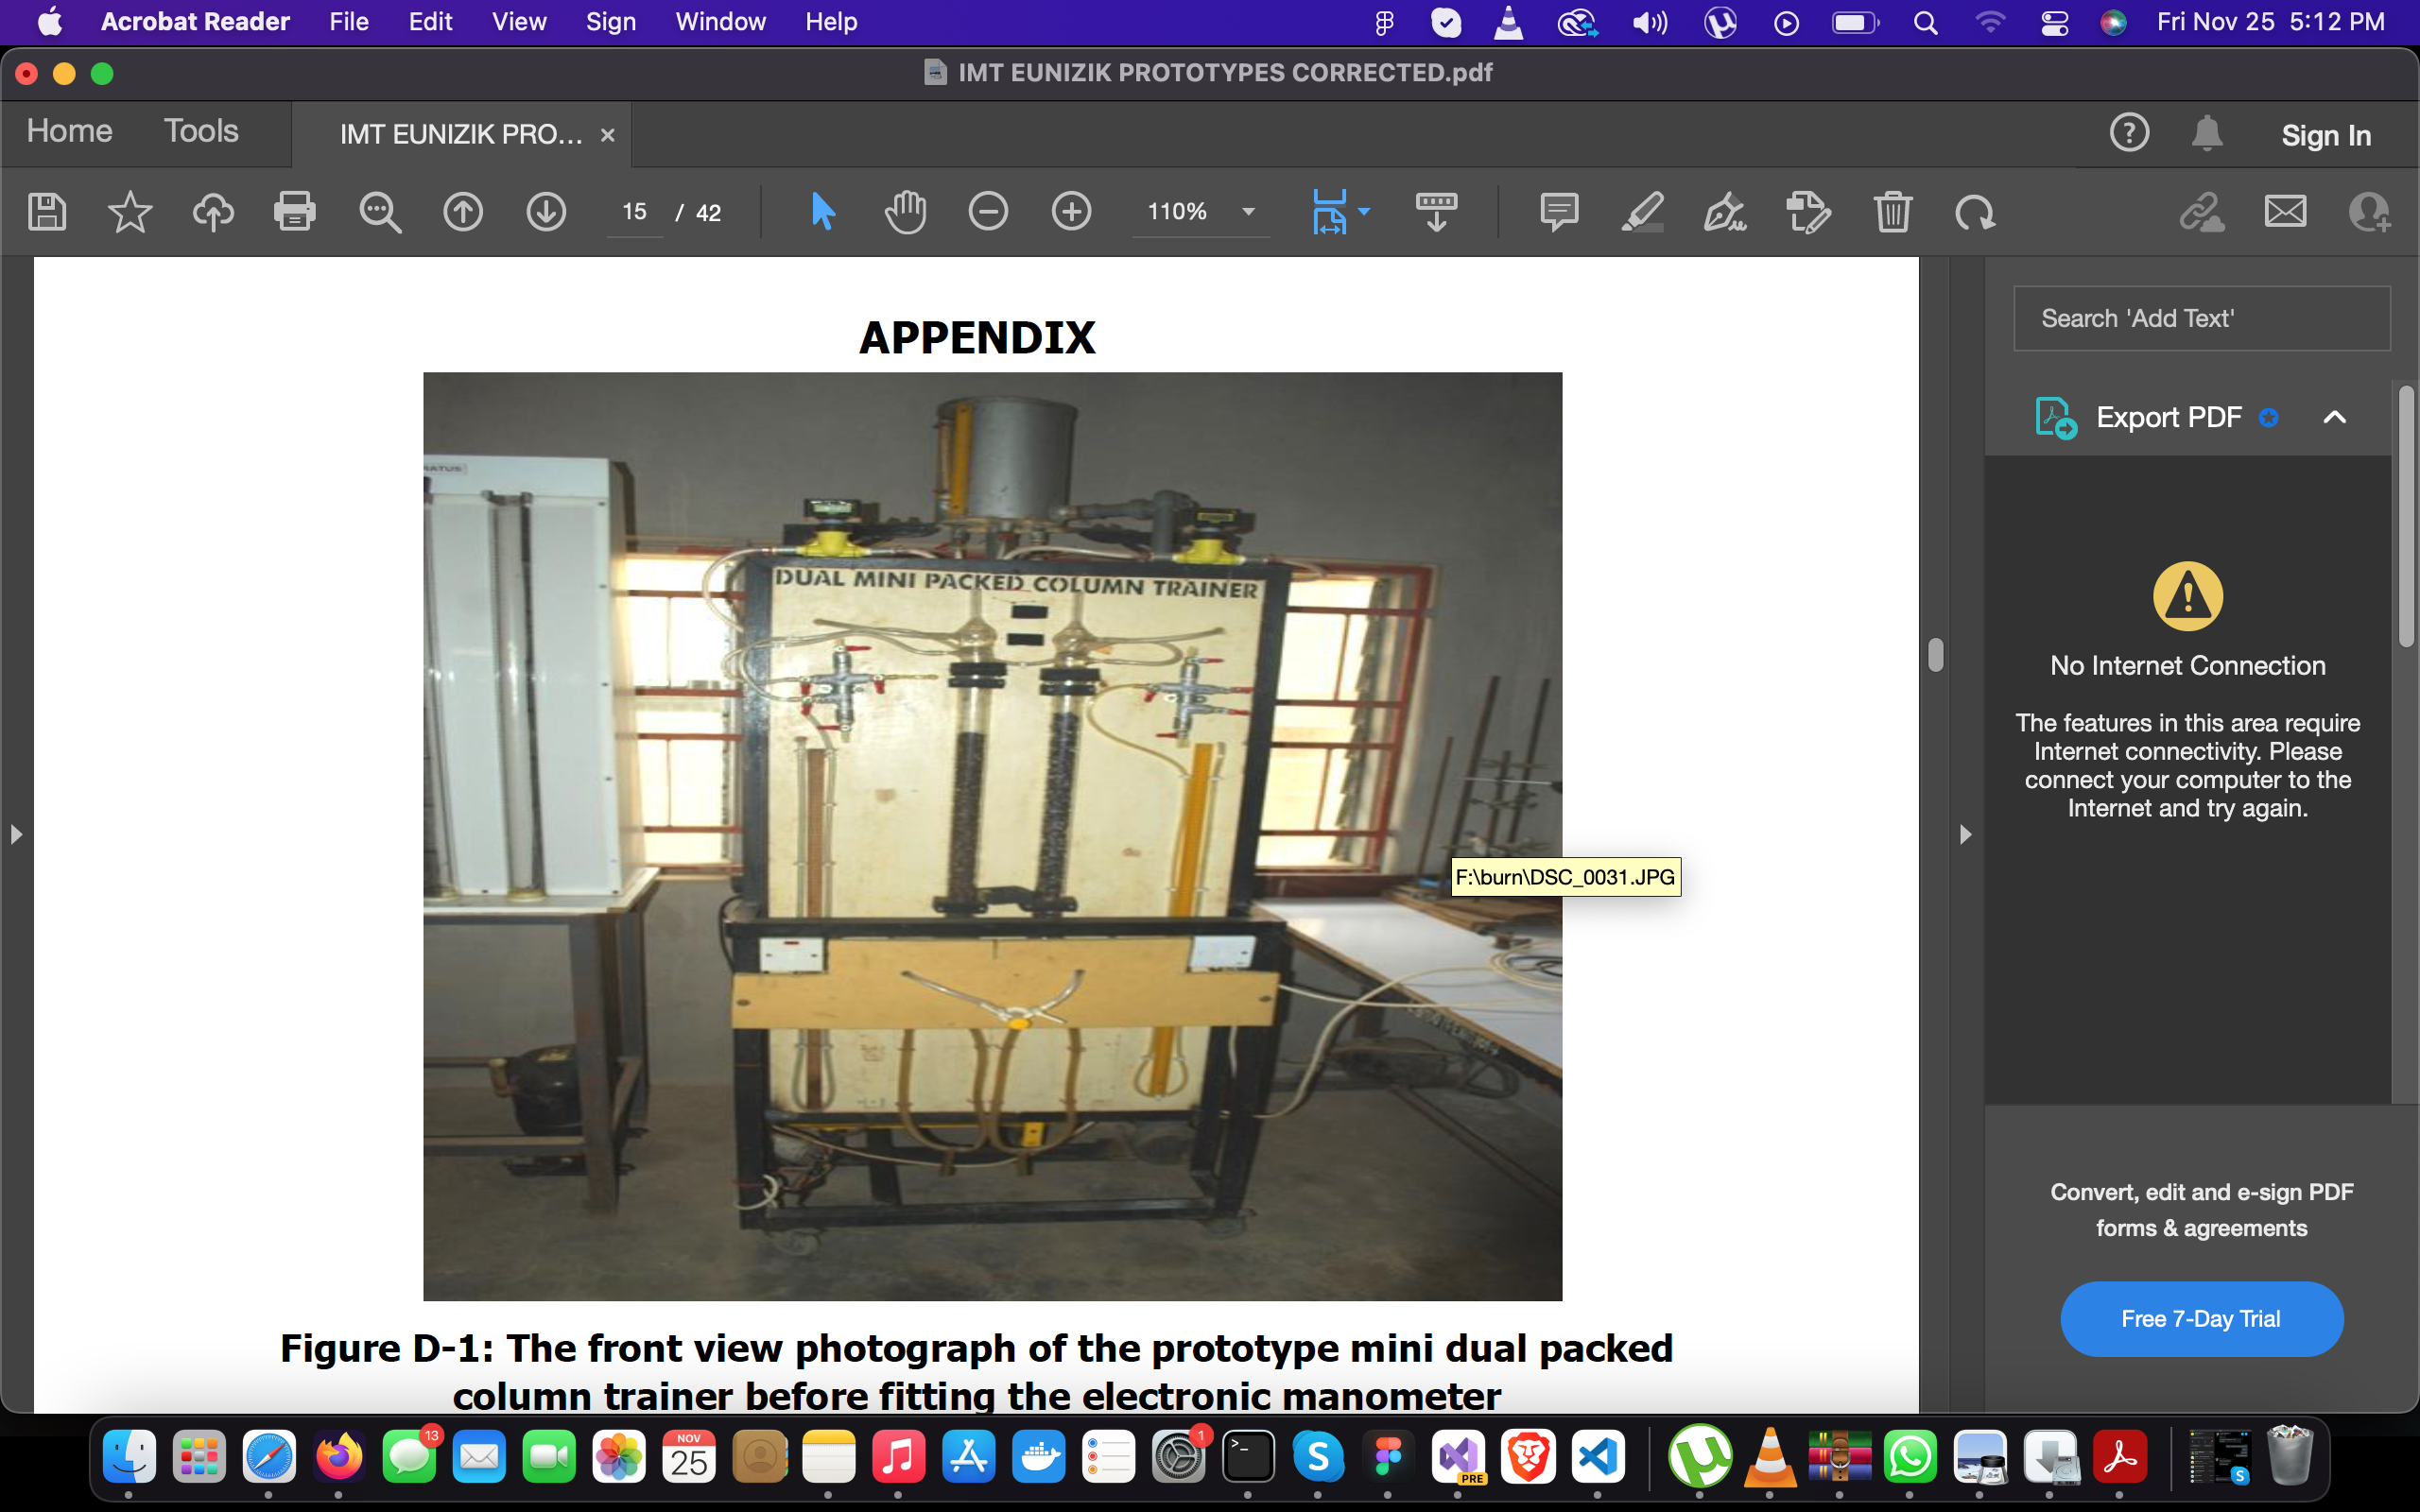 Acrobat Reader File Edit View Sign Window Help Fri Nov 25 5:12 PM
IMT EUNIZIK PROTOTYPES CORRECTED.pdf
Home Tools IMT EUNIZIK PRO... × ? Sign In
15 / 42 110%
Search 'Add Text'
APPENDIX
Export PDF
RATUS
DUAL MINI PACKED COLUMN TRAINER
No Internet Connection
The features in this area require
Internet connectivity. Please
connect your computer to the
Internet and try again.
F:\burn\DSC_0031.JPG
Convert, edit and e-sign PDF
forms & agreements
Free 7-Day Trial
Figure D-1: The front view photograph of the prototype mini dual packed
column trainer before fitting the electronic manometer
13
NOV
25
1
PRE